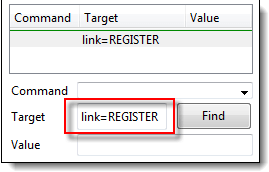 Command Target Value
link=REGISTER
Command
Target link=REGISTER Find
Value